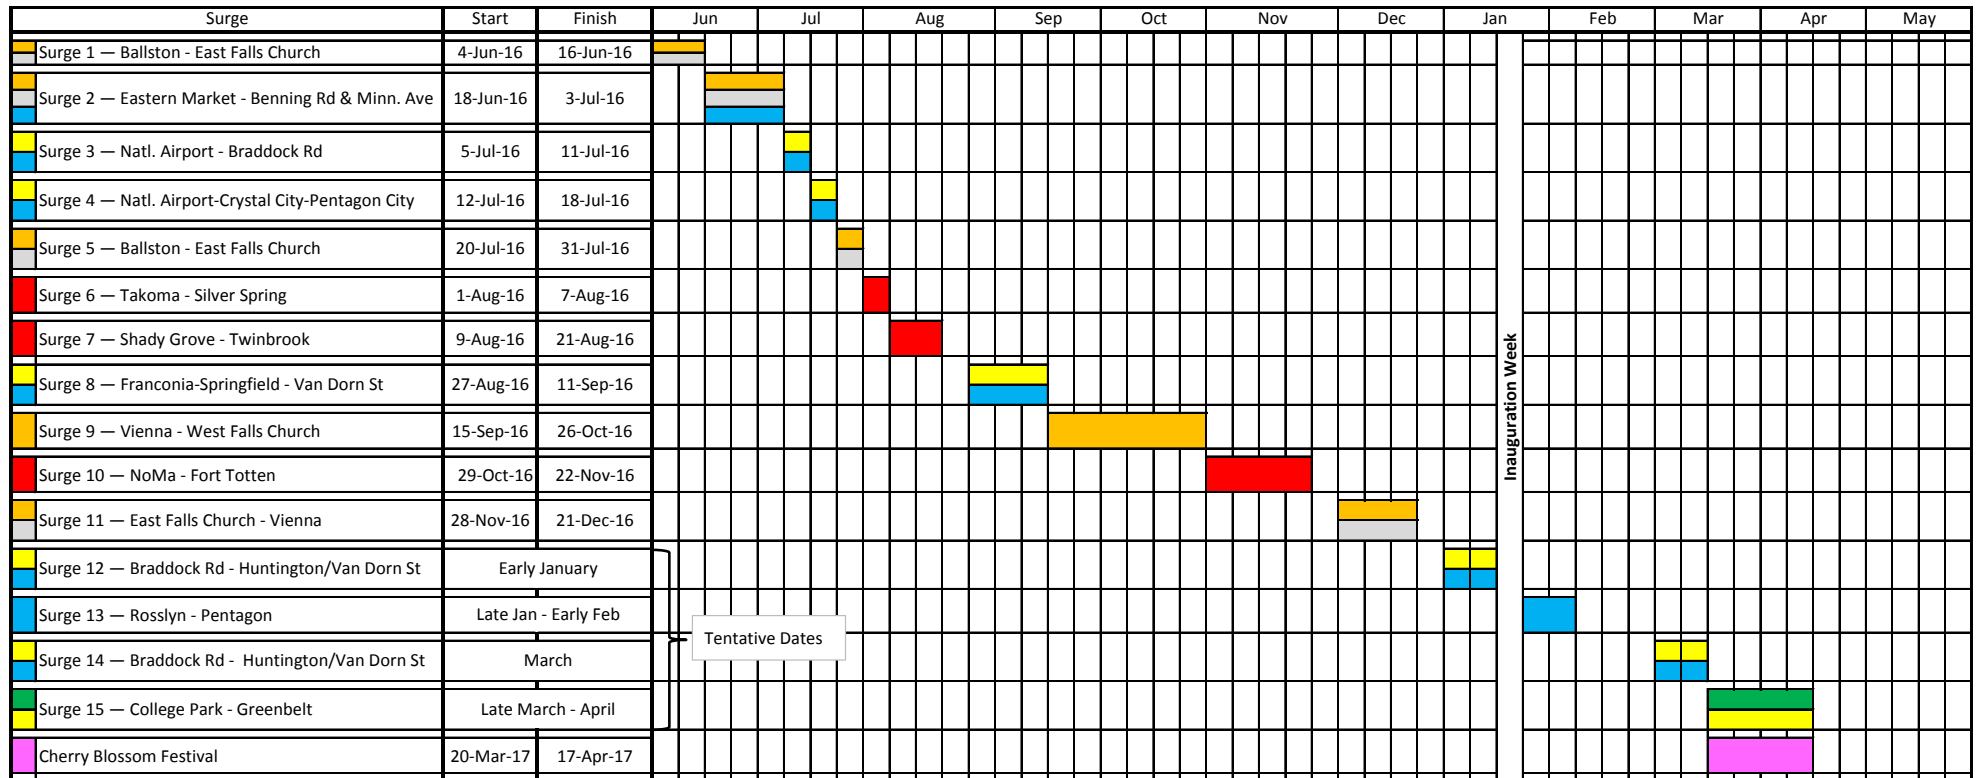 Surge Start Finish Jun Jul Aug Sep Oct Nov Dec Jan Feb Mar Apr May
Surge 1 — Ballston - East Falls Church 4-Jun-16 16-Jun-16
Surge 2 — Eastern Market - Benning Rd & Minn. Ave 18-Jun-16 3-Jul-16
Surge 3 — Natl. Airport - Braddock Rd 5-Jul-16 11-Jul-16
Surge 4 — Natl. Airport-Crystal City-Pentagon City 12-Jul-16 18-Jul-16
Surge 5 — Ballston - East Falls Church 20-Jul-16 31-Jul-16
Surge 6 — Takoma - Silver Spring 1-Aug-16 7-Aug-16
Surge 7 — Shady Grove - Twinbrook 9-Aug-16 21-Aug-16
Surge 8 — Franconia-Springfield - Van Dorn St 27-Aug-16 11-Sep-16
Surge 9 — Vienna - West Falls Church 15-Sep-16 26-Oct-16
Surge 10 — NoMa - Fort Totten 29-Oct-16 22-Nov-16
Surge 11 — East Falls Church - Vienna 28-Nov-16 21-Dec-16
Surge 12 — Braddock Rd - Huntington/Van Dorn St Early January
Surge 13 — Rosslyn - Pentagon Late Jan - Early Feb
Surge 14 — Braddock Rd -  Huntington/Van Dorn St March
Surge 15 — College Park - Greenbelt Late March - April
Cherry Blossom Festival 20-Mar-17 17-Apr-17
Tentative Dates
Inauguration Week